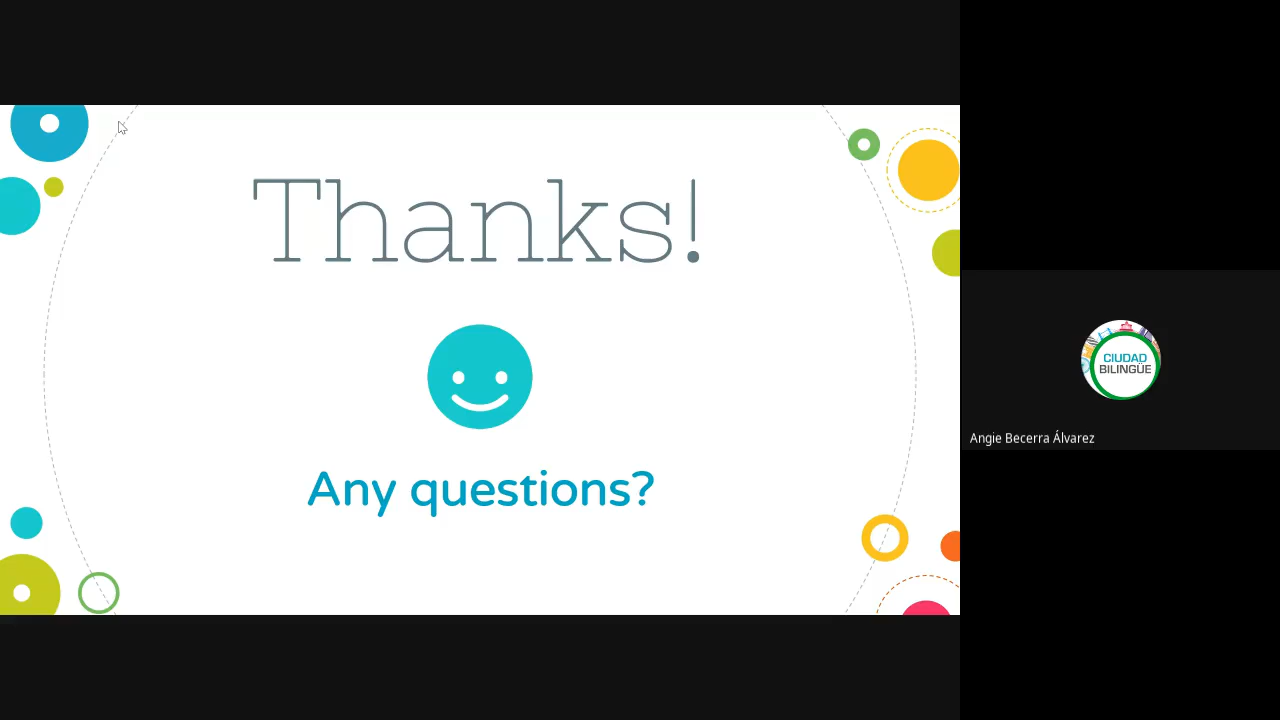 Thanks!
Any questions?
CIUDAD
BILINGÜE
Angie Becerra Álvarez